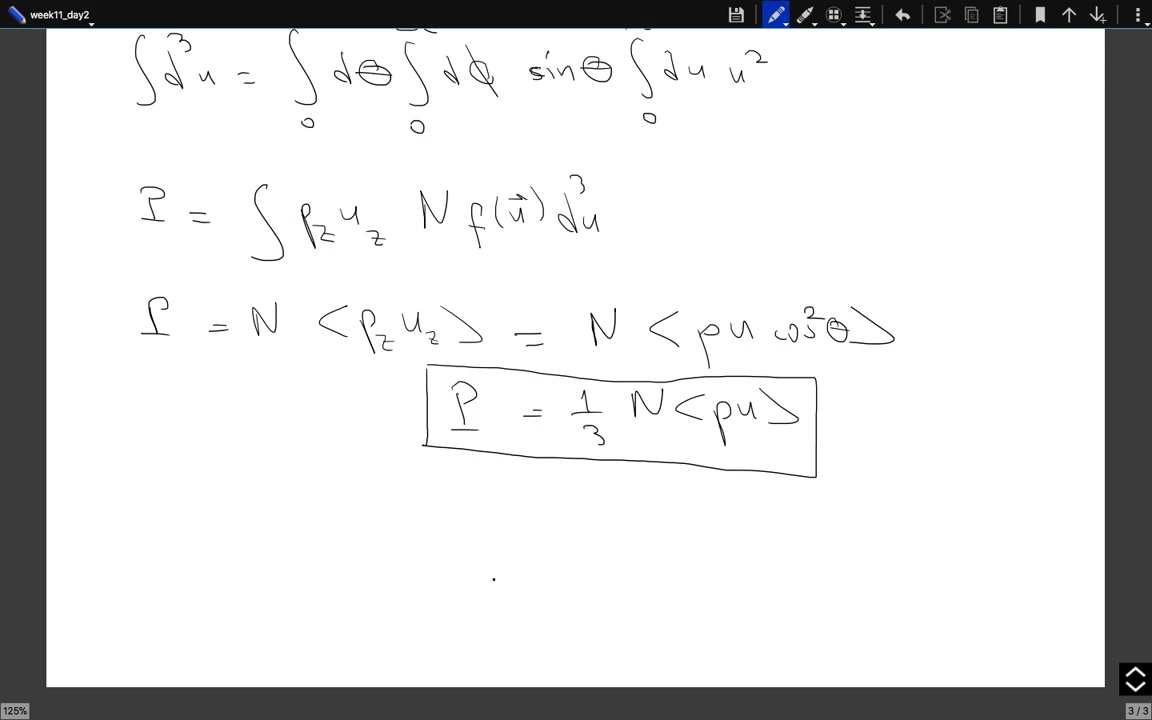 week11_day2
∫d³u = ∫₀ dθ ∫₀ dϕ sinθ ∫₀ du u²
P = ∫ p_z u_z N f(u⃗) d³u
P = N <p_z u_z> = N <pu cos²θ>
P = 1/3 N <pu>
125%
3 / 3